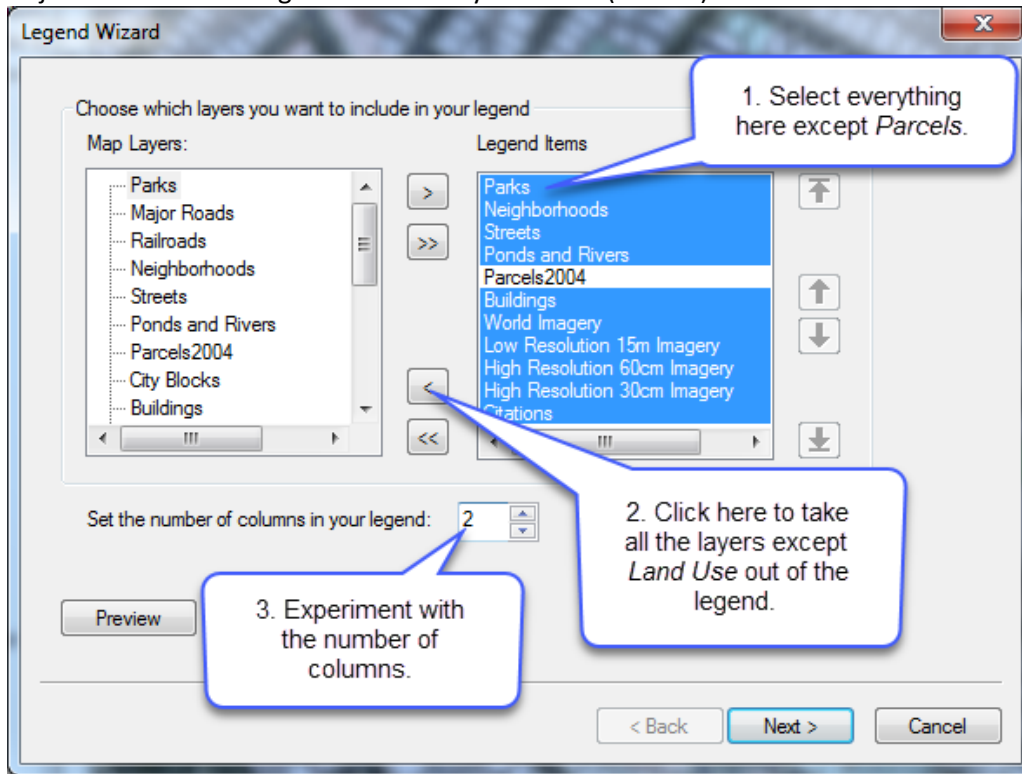 Legend Wizard
X
Choose which layers you want to include in your legend
1. Select everything
here except Parcels.
Map Layers:
Parks
Major Roads
Railroads
Neighborhoods
Streets
Ponds and Rivers
Parcels2004
City Blocks
Buildings
>
>>
<
<<
Legend Items
Parks
Neighborhoods
Streets
Ponds and Rivers
Parcels2004
Buildings
World Imagery
Low Resolution 15m Imagery
High Resolution 60cm Imagery
High Resolution 30cm Imagery
Citations
Set the number of columns in your legend:
2
2. Click here to take
all the layers except
Land Use out of the
legend.
Preview
3. Experiment with
the number of
columns.
< Back
Next >
Cancel